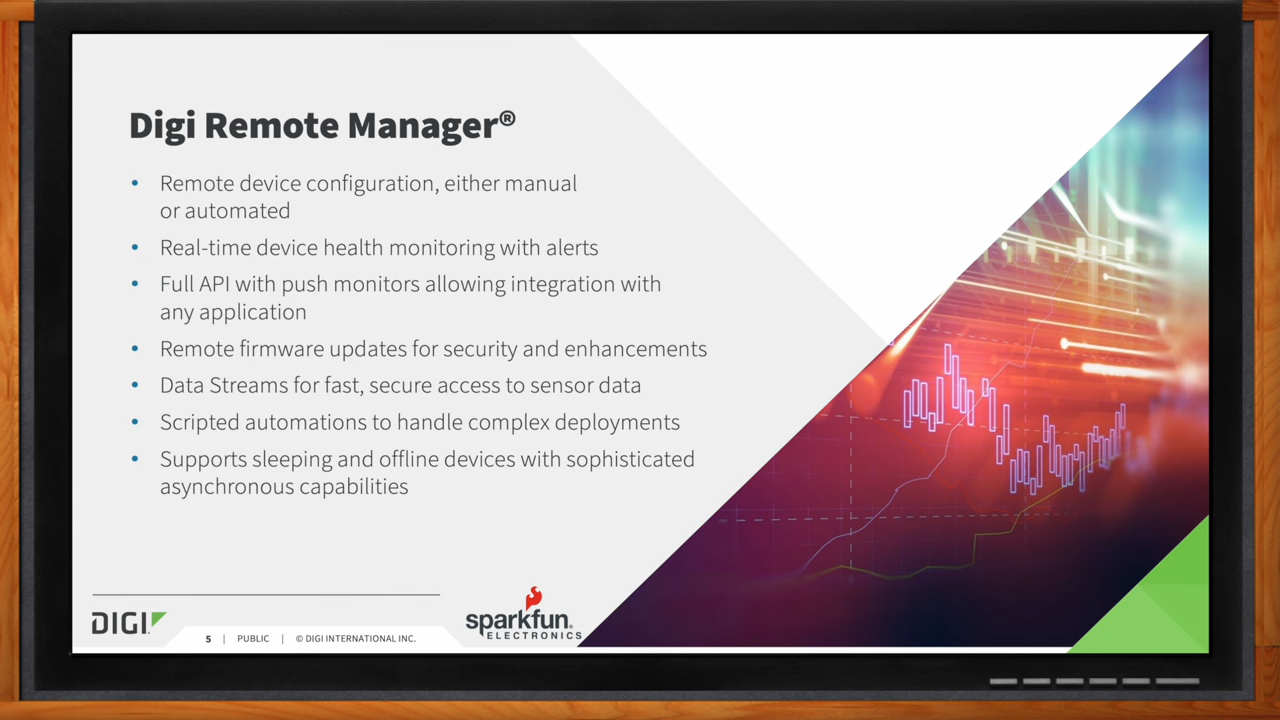 Digi Remote Manager®
• Remote device configuration, either manual
or automated
• Real-time device health monitoring with alerts
• Full API with push monitors allowing integration with
any application
• Remote firmware updates for security and enhancements
• Data Streams for fast, secure access to sensor data
• Scripted automations to handle complex deployments
• Supports sleeping and offline devices with sophisticated
asynchronous capabilities
DIGI
5 | PUBLIC | © DIGI INTERNATIONAL INC.
sparkfun®
ELECTRONICS